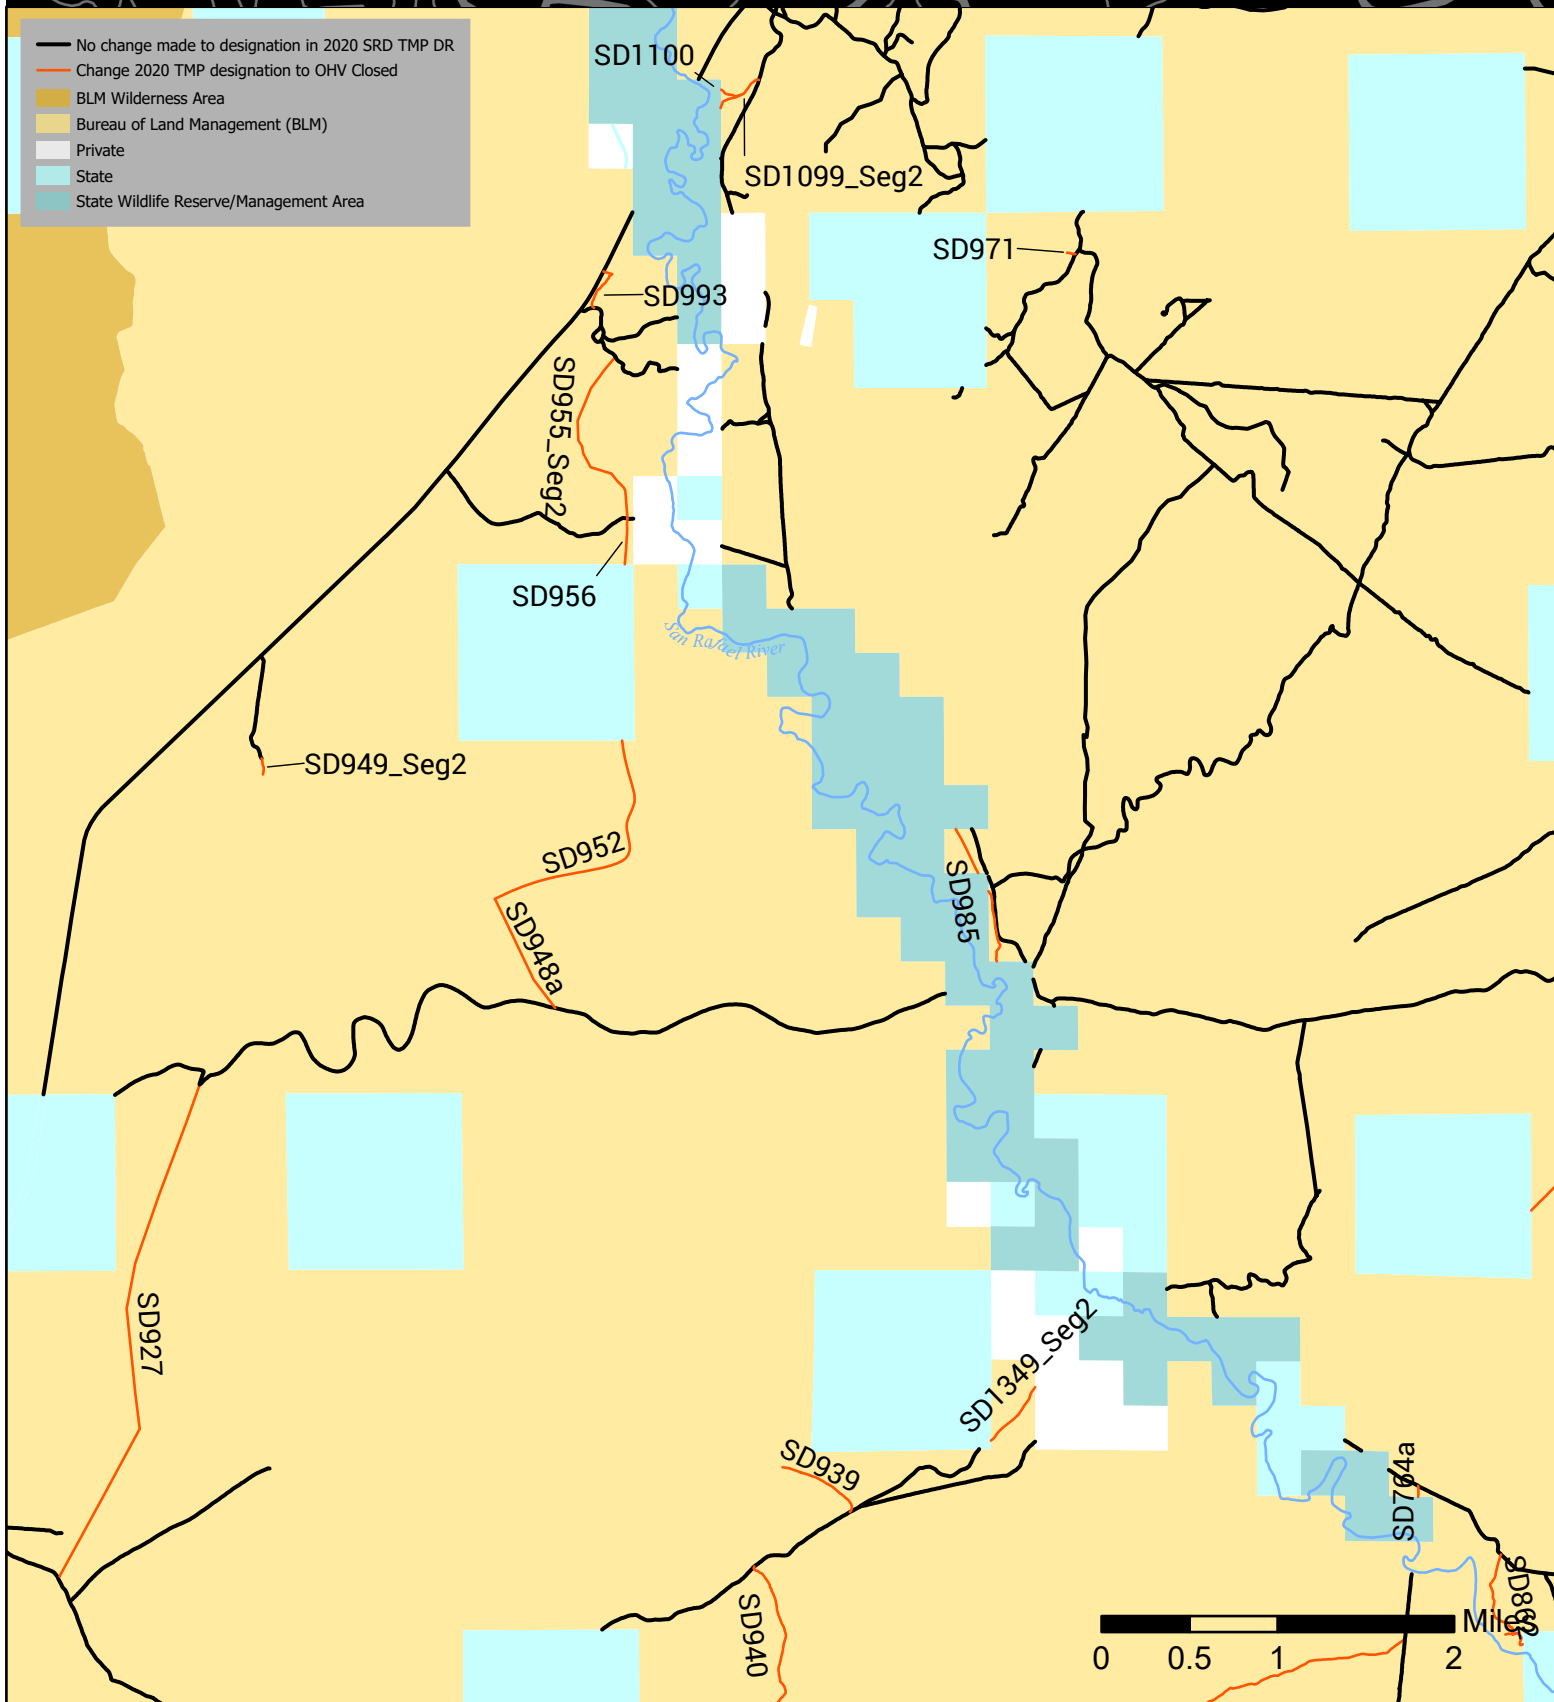 No change made to designation in 2020 SRD TMP DR
Change 2020 TMP designation to OHV Closed
BLM Wilderness Area
Bureau of Land Management (BLM)
Private
State
State Wildlife Reserve/Management Area
SD1100
SD1099_Seg2
SD971
SD993
SD955_Seg2
SD956
San Rafael River
SD949_Seg2
SD952
SD985
SD948a
SD927
SD1349_Seg2
SD939
SD764a
SD940
SD862
Miles
0 0.5 1 2